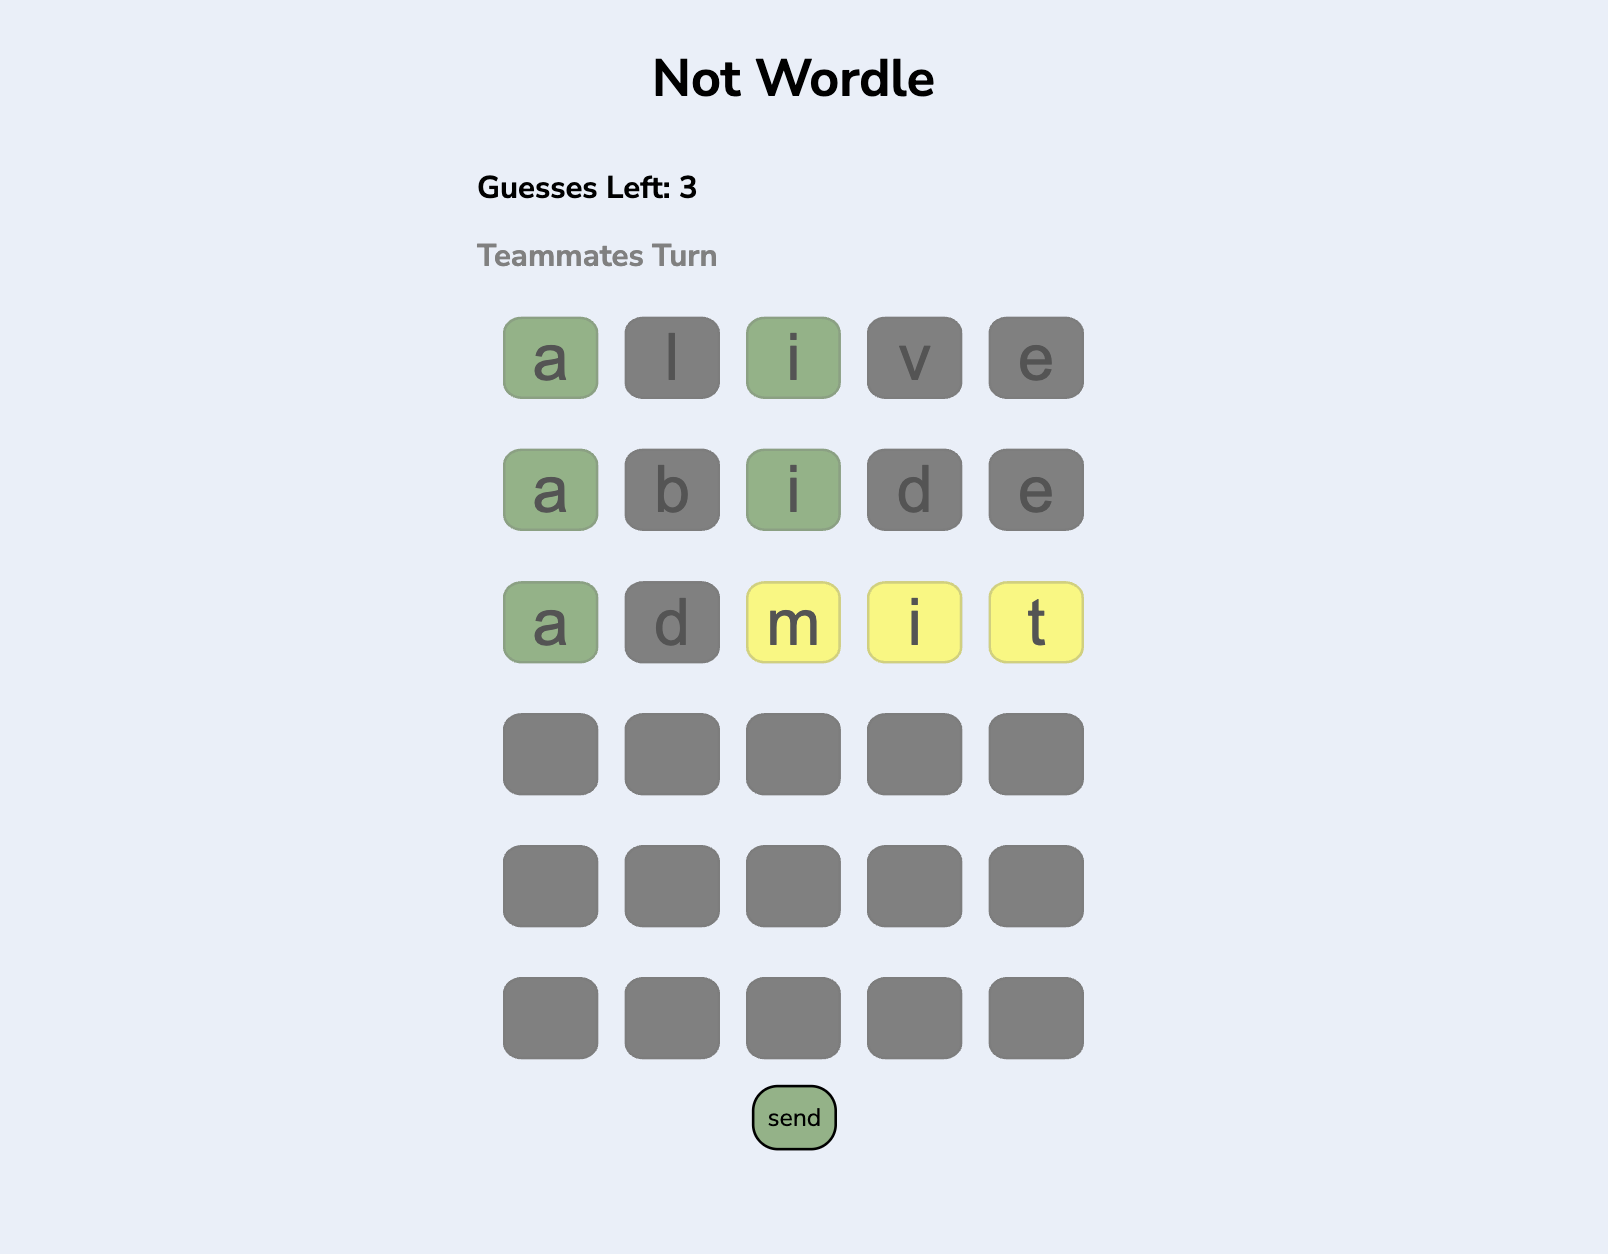 Not Wordle
Guesses Left: 3
Teammates Turn
a l i v e
a b i d e
a d m i t
send